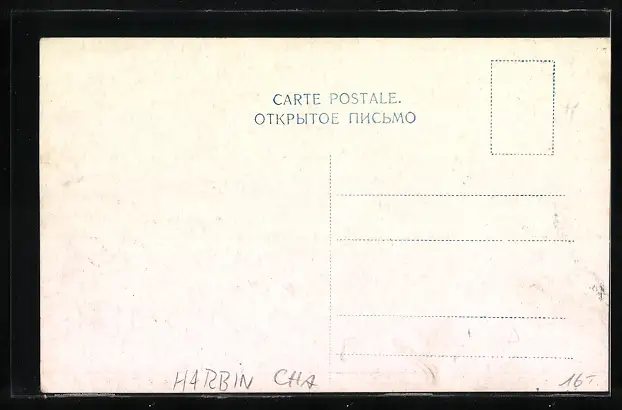 CARTE POSTALE.
ОТКРЫТОЕ ПИСЬМО
HARBIN CHA
16-